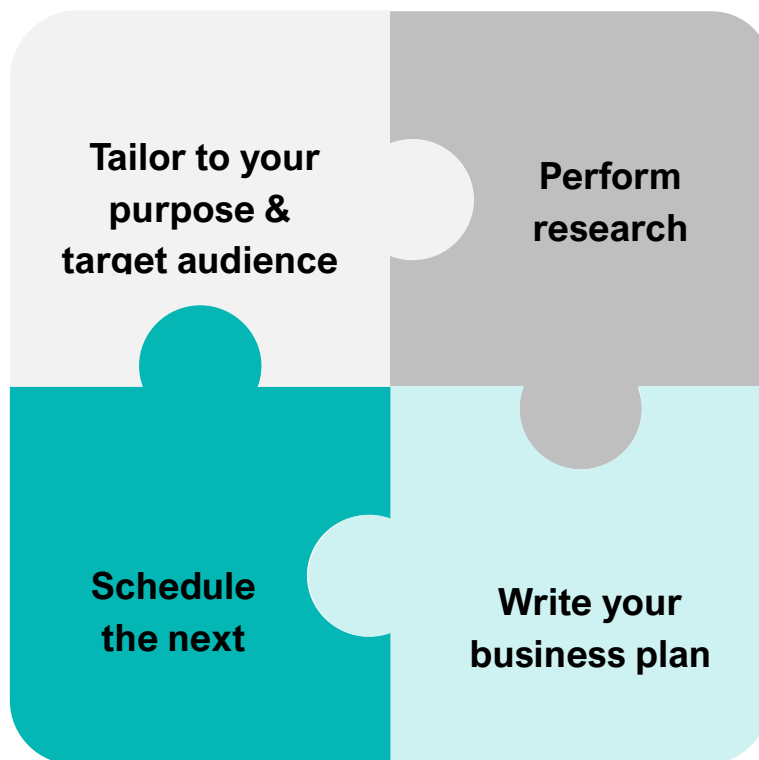 Tailor to your
purpose &
target audience
Perform
research
Schedule
the next
Write your
business plan